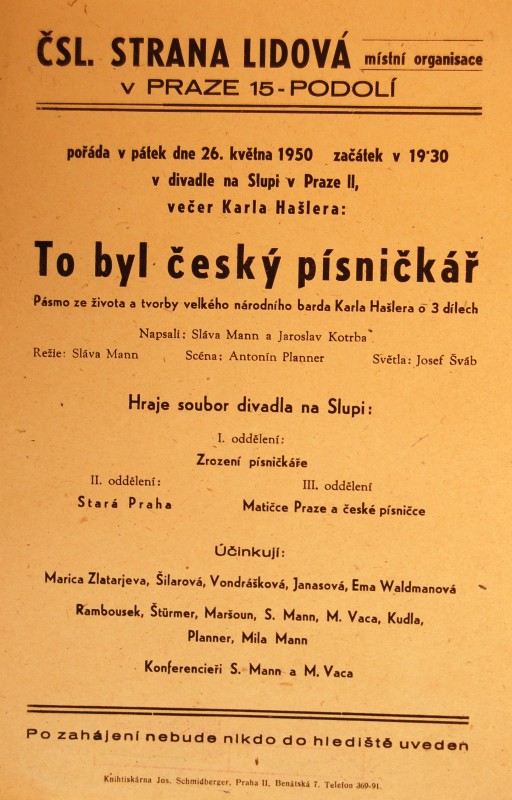 ČSL. STRANA LIDOVÁ místní organisace
v PRAZE 15-PODOLÍ
pořáda v pátek dne 26. května 1950 začátek v 19·30
v divadle na Slupi v Praze II,
večer Karla Hašlera:
To byl český písničkář
Pásmo ze života a tvorby velkého národního barda Karla Hašlera o 3 dílech
Napsali: Sláva Mann a Jaroslav Kotrba
Režie: Sláva Mann Scéna: Antonín Planner Světla: Josef Šváb
Hraje soubor divadla na Slupi:
I. oddělení:
Zrození písničkáře
II. oddělení: III. oddělení
Stará Praha Matičce Praze a české písničce
Účinkují:
Marica Zlatarjeva, Šilarová, Vondrášková, Janasová, Ema Waldmanová
Rambousek, Štürmer, Maršoun, S. Mann, M. Vaca, Kudla,
Planner, Mila Mann
Konferencieři S. Mann a M. Vaca
Po zahájení nebude nikdo do hlediště uveden
Knihtiskárna Jos. Schmidberger, Praha II, Benátská 7. Telefon 369-91.